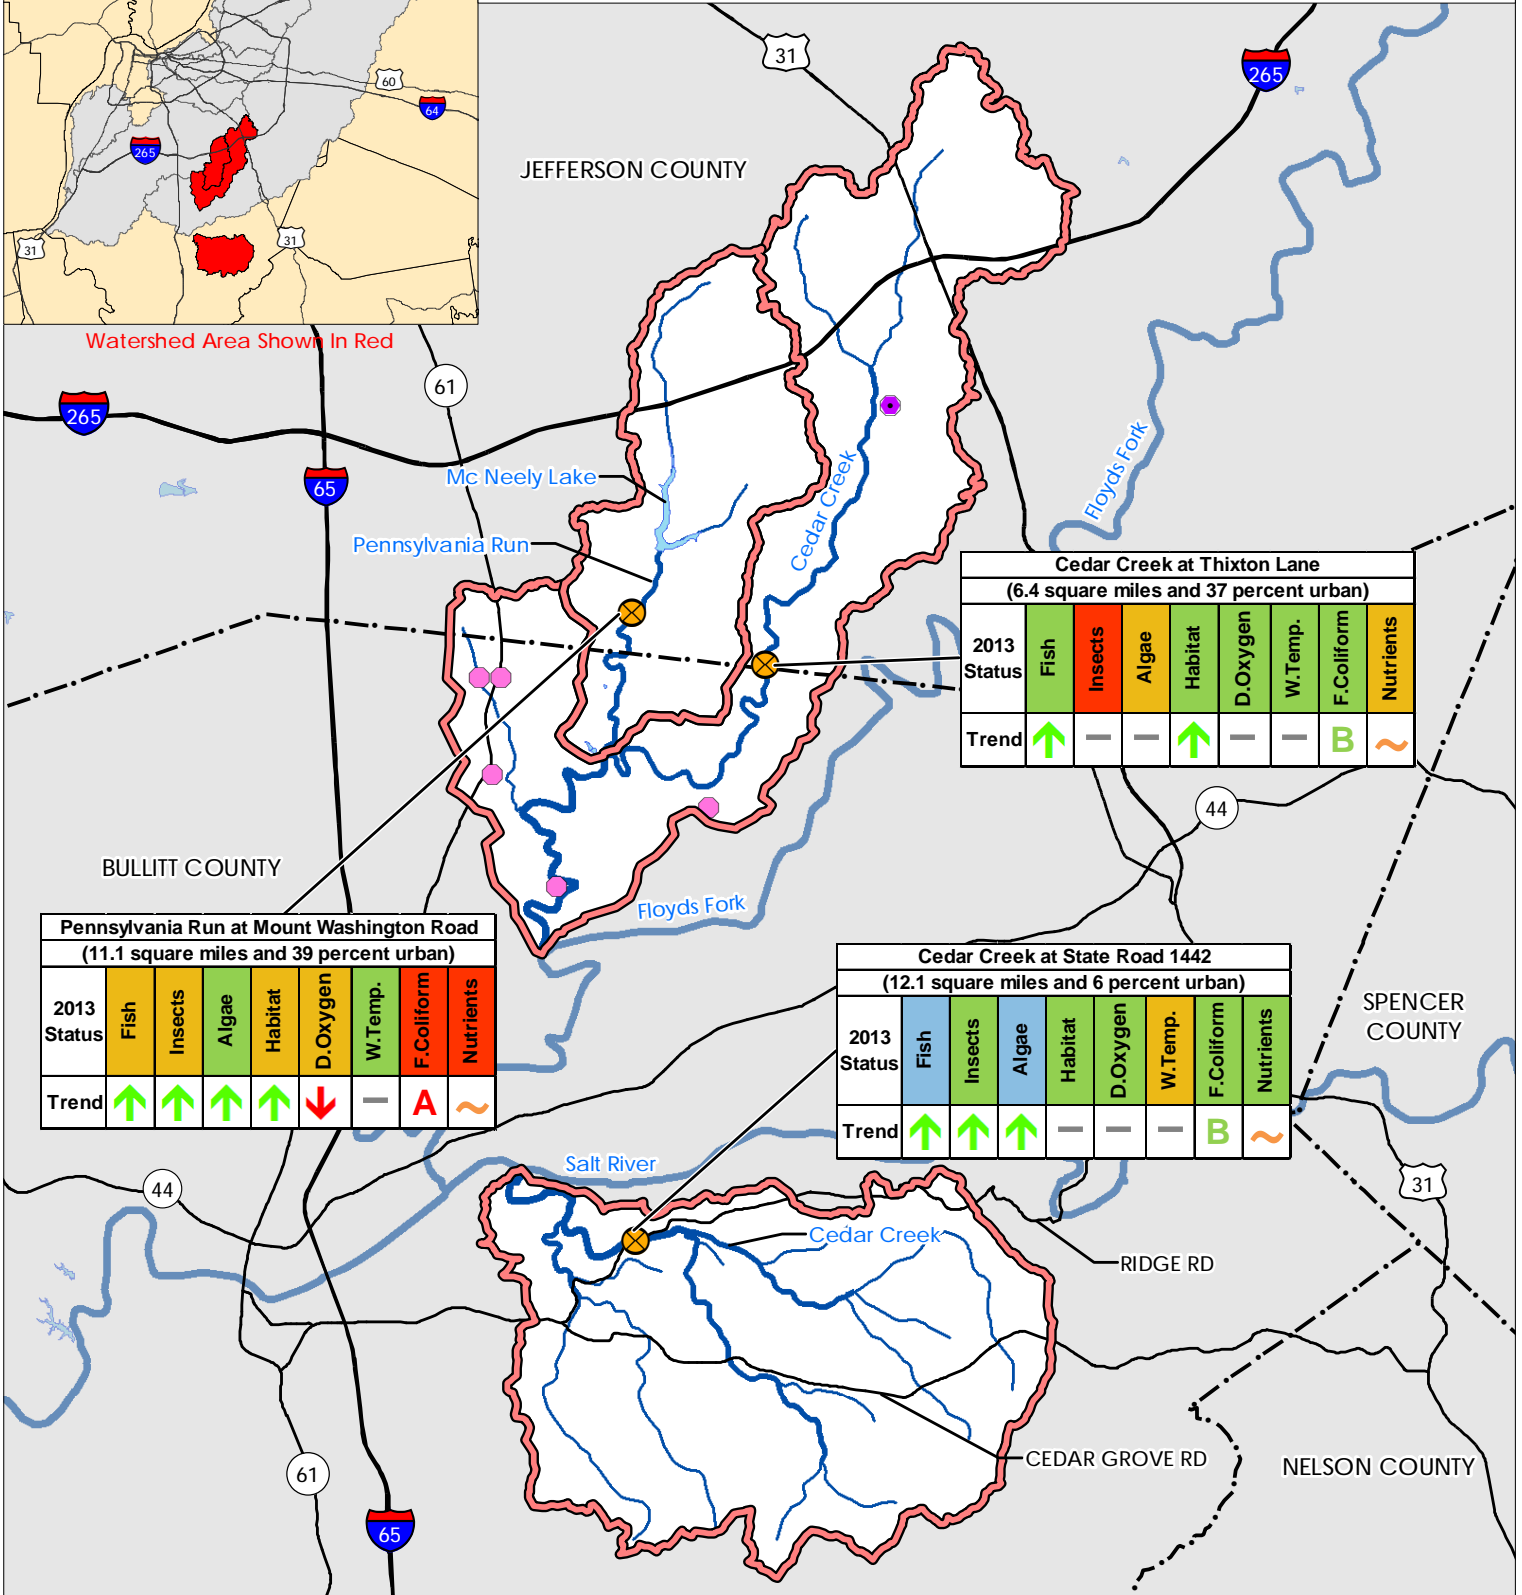 60
64
265
31
31
Watershed Area Shown In Red
31
265
JEFFERSON COUNTY
61
265
65
Mc Neely Lake
Pennsylvania Run
Cedar Creek
Floyds Fork
Cedar Creek at Thixton Lane
(6.4 square miles and 37 percent urban)
2013 Status Fish Insects Algae Habitat D.Oxygen W.Temp. F.Coliform Nutrients
Trend – – – – B ~
44
BULLITT COUNTY
Floyds Fork
Pennsylvania Run at Mount Washington Road
(11.1 square miles and 39 percent urban)
2013 Status Fish Insects Algae Habitat D.Oxygen W.Temp. F.Coliform Nutrients
Trend – A ~
Cedar Creek at State Road 1442
(12.1 square miles and 6 percent urban)
2013 Status Fish Insects Algae Habitat D.Oxygen W.Temp. F.Coliform Nutrients
Trend – – – B ~
SPENCER
COUNTY
Salt River
44
31
Cedar Creek
RIDGE RD
CEDAR GROVE RD
NELSON COUNTY
61
65